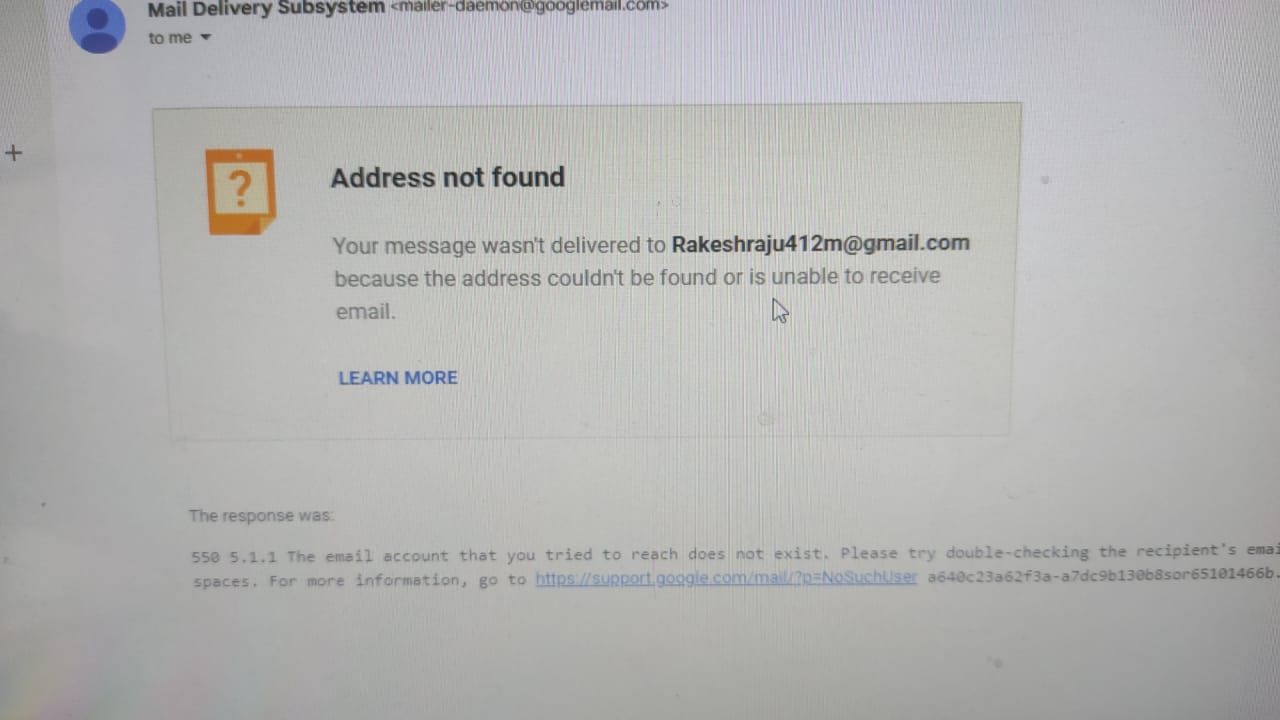 Mail Delivery Subsystem <mailer-daemon@googlemail.com>
to me
Address not found
Your message wasn't delivered to Rakeshraju412m@gmail.com
because the address couldn't be found or is unable to receive
email.
LEARN MORE
The response was:
550 5.1.1 The email account that you tried to reach does not exist. Please try double-checking the recipient's emai
spaces. For more information, go to https://support.google.com/mail/?p=NoSuchUser a640c23a62f3a-a7dc9b130b8sor65101466b.